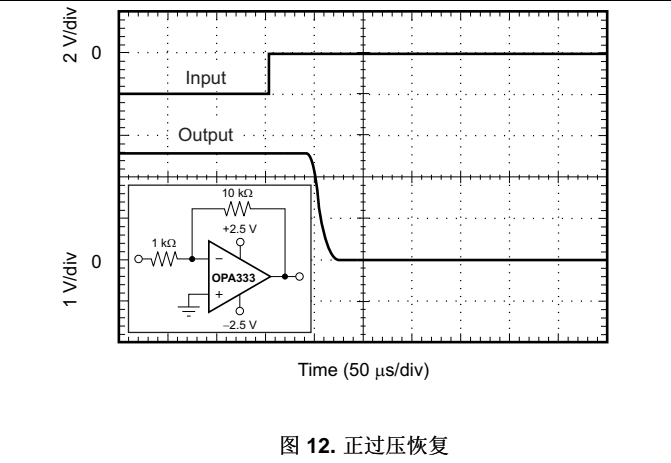 2 V/div
0
Input
Output
10 kΩ
+2.5 V
1 kΩ
−
OPA333
+
−2.5 V
1 V/div
0
Time (50 μs/div)
图 12. 正过压恢复